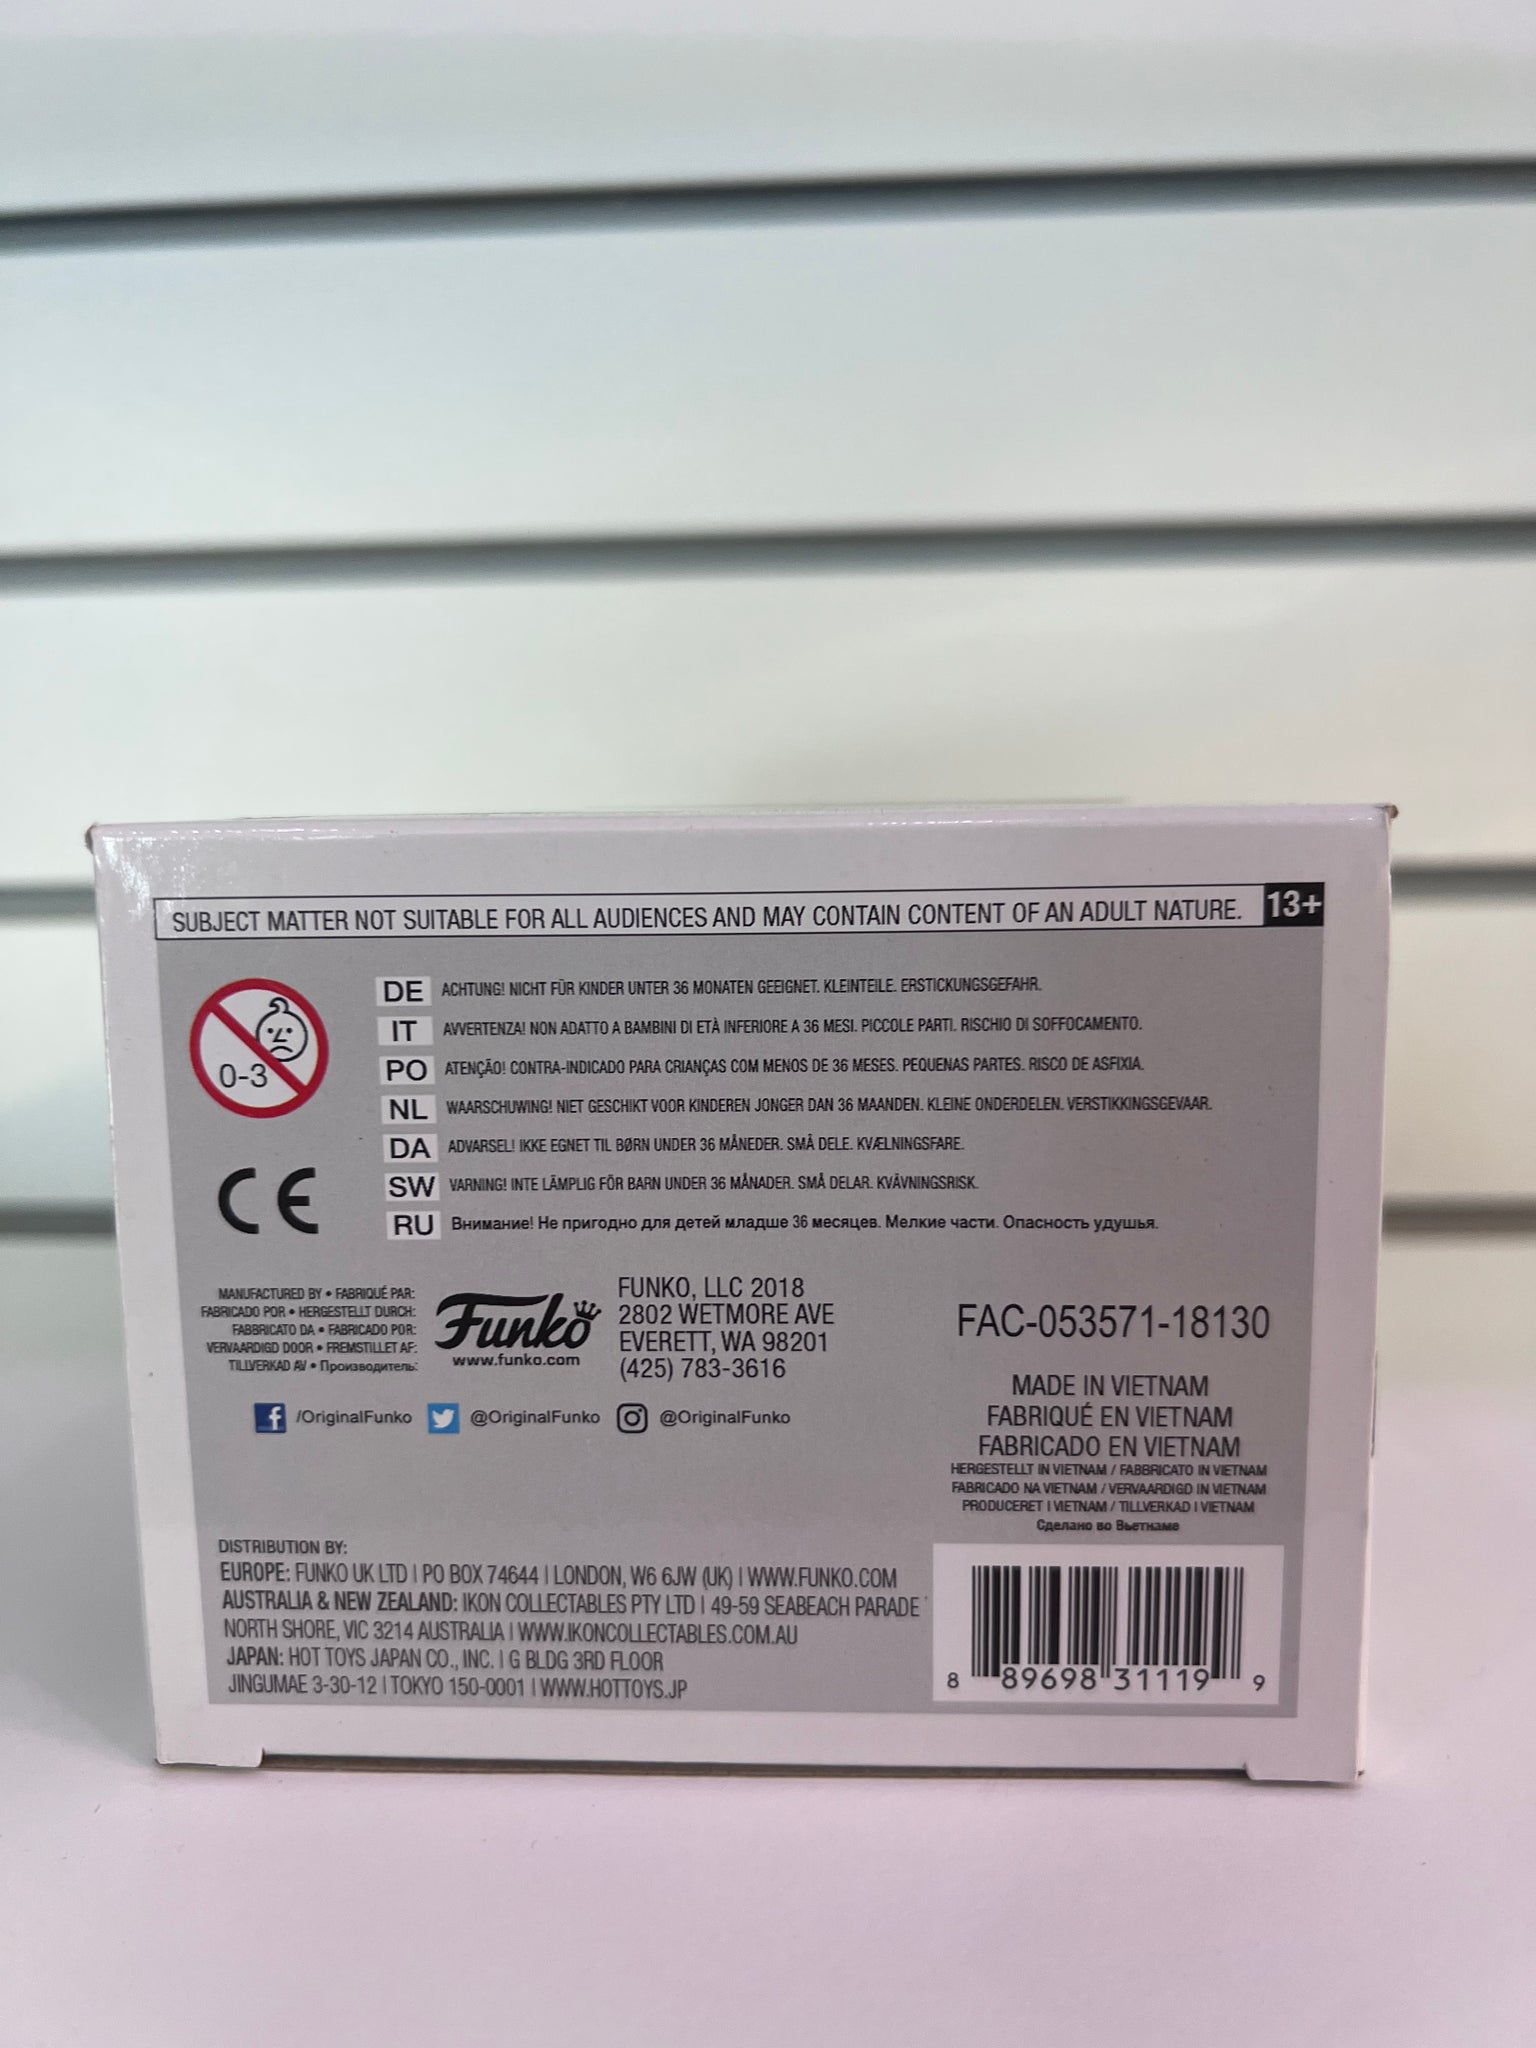 SUBJECT MATTER NOT SUITABLE FOR ALL AUDIENCES AND MAY CONTAIN CONTENT OF AN ADULT NATURE. 13+
0-3
DE ACHTUNG! NICHT FÜR KINDER UNTER 36 MONATEN GEEIGNET. KLEINTEILE. ERSTICKUNGSGEFAHR.
IT AVVERTENZA! NON ADATTO A BAMBINI DI ETÀ INFERIORE A 36 MESI. PICCOLE PARTI. RISCHIO DI SOFFOCAMENTO.
PO ATENÇÃO! CONTRA-INDICADO PARA CRIANÇAS COM MENOS DE 36 MESES. PEQUENAS PARTES. RISCO DE ASFIXIA.
NL WAARSCHUWING! NIET GESCHIKT VOOR KINDEREN JONGER DAN 36 MAANDEN. KLEINE ONDERDELEN. VERSTIKKINGSGEVAAR.
DA ADVARSEL! IKKE EGNET TIL BØRN UNDER 36 MÅNEDER. SMÅ DELE. KVÆLNINGSFARE.
SW VARNING! INTE LÄMPLIG FÖR BARN UNDER 36 MÅNADER. SMÅ DELAR. KVÄVNINGSRISK.
RU Внимание! Не пригодно для детей младше 36 месяцев. Мелкие части. Опасность удушья.
CE
MANUFACTURED BY • FABRIQUÉ PAR:
FABRICADO POR • HERGESTELLT DURCH:
FABBRICATO DA • FABRICADO POR:
VERVAARDIGD DOOR • FREMSTILLET AF:
TILLVERKAD AV • Производитель:
Funko
www.funko.com
FUNKO, LLC 2018
2802 WETMORE AVE
EVERETT, WA 98201
(425) 783-3616
/OriginalFunko @OriginalFunko @OriginalFunko
FAC-053571-18130
MADE IN VIETNAM
FABRIQUÉ EN VIETNAM
FABRICADO EN VIETNAM
HERGESTELLT IN VIETNAM / FABBRICATO IN VIETNAM
FABRICADO NA VIETNAM / VERVAARDIGD IN VIETNAM
PRODUCERET I VIETNAM / TILLVERKAD I VIETNAM
Сделано во Вьетнаме
DISTRIBUTION BY:
EUROPE: FUNKO UK LTD | PO BOX 74644 | LONDON, W6 6JW (UK) | WWW.FUNKO.COM
AUSTRALIA & NEW ZEALAND: IKON COLLECTABLES PTY LTD | 49-59 SEABEACH PARADE
NORTH SHORE, VIC 3214 AUSTRALIA | WWW.IKONCOLLECTABLES.COM.AU
JAPAN: HOT TOYS JAPAN CO., INC. | G BLDG 3RD FLOOR
JINGUMAE 3-30-12 | TOKYO 150-0001 | WWW.HOTTOYS.JP
8 89698 31119 9